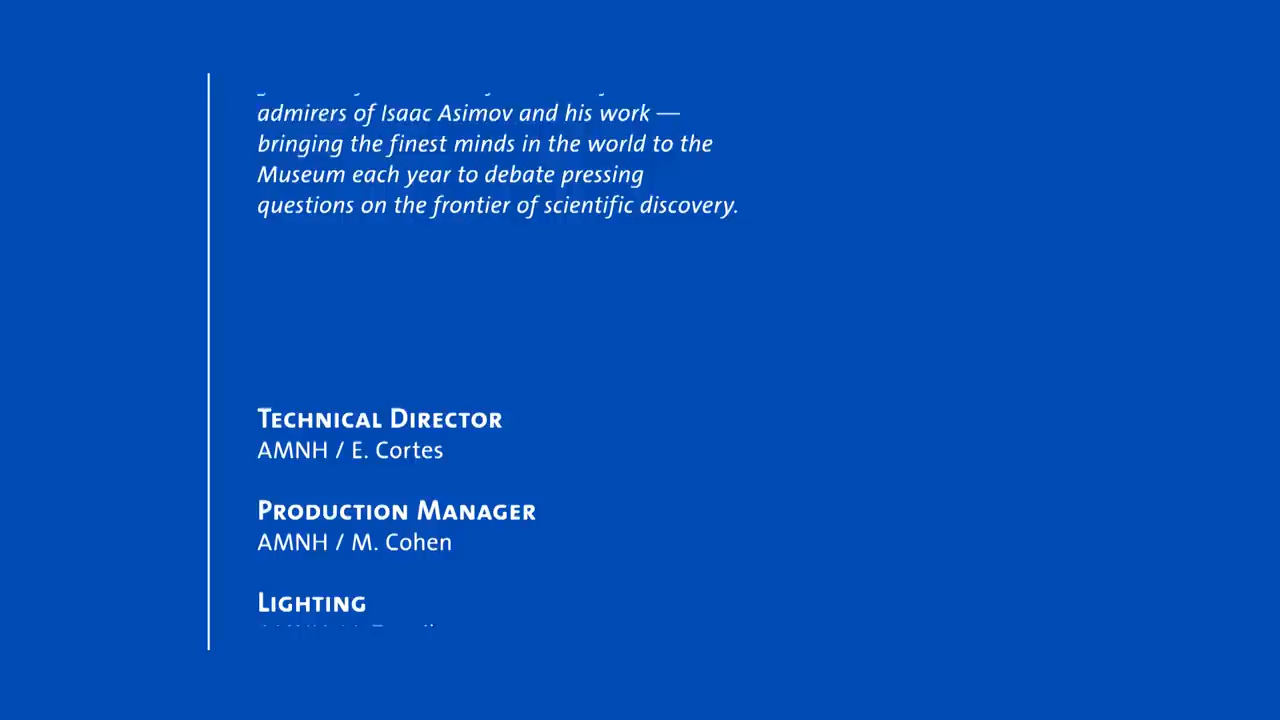 admirers of Isaac Asimov and his work —
bringing the finest minds in the world to the
Museum each year to debate pressing
questions on the frontier of scientific discovery.
Technical Director
AMNH / E. Cortes
Production Manager
AMNH / M. Cohen
Lighting